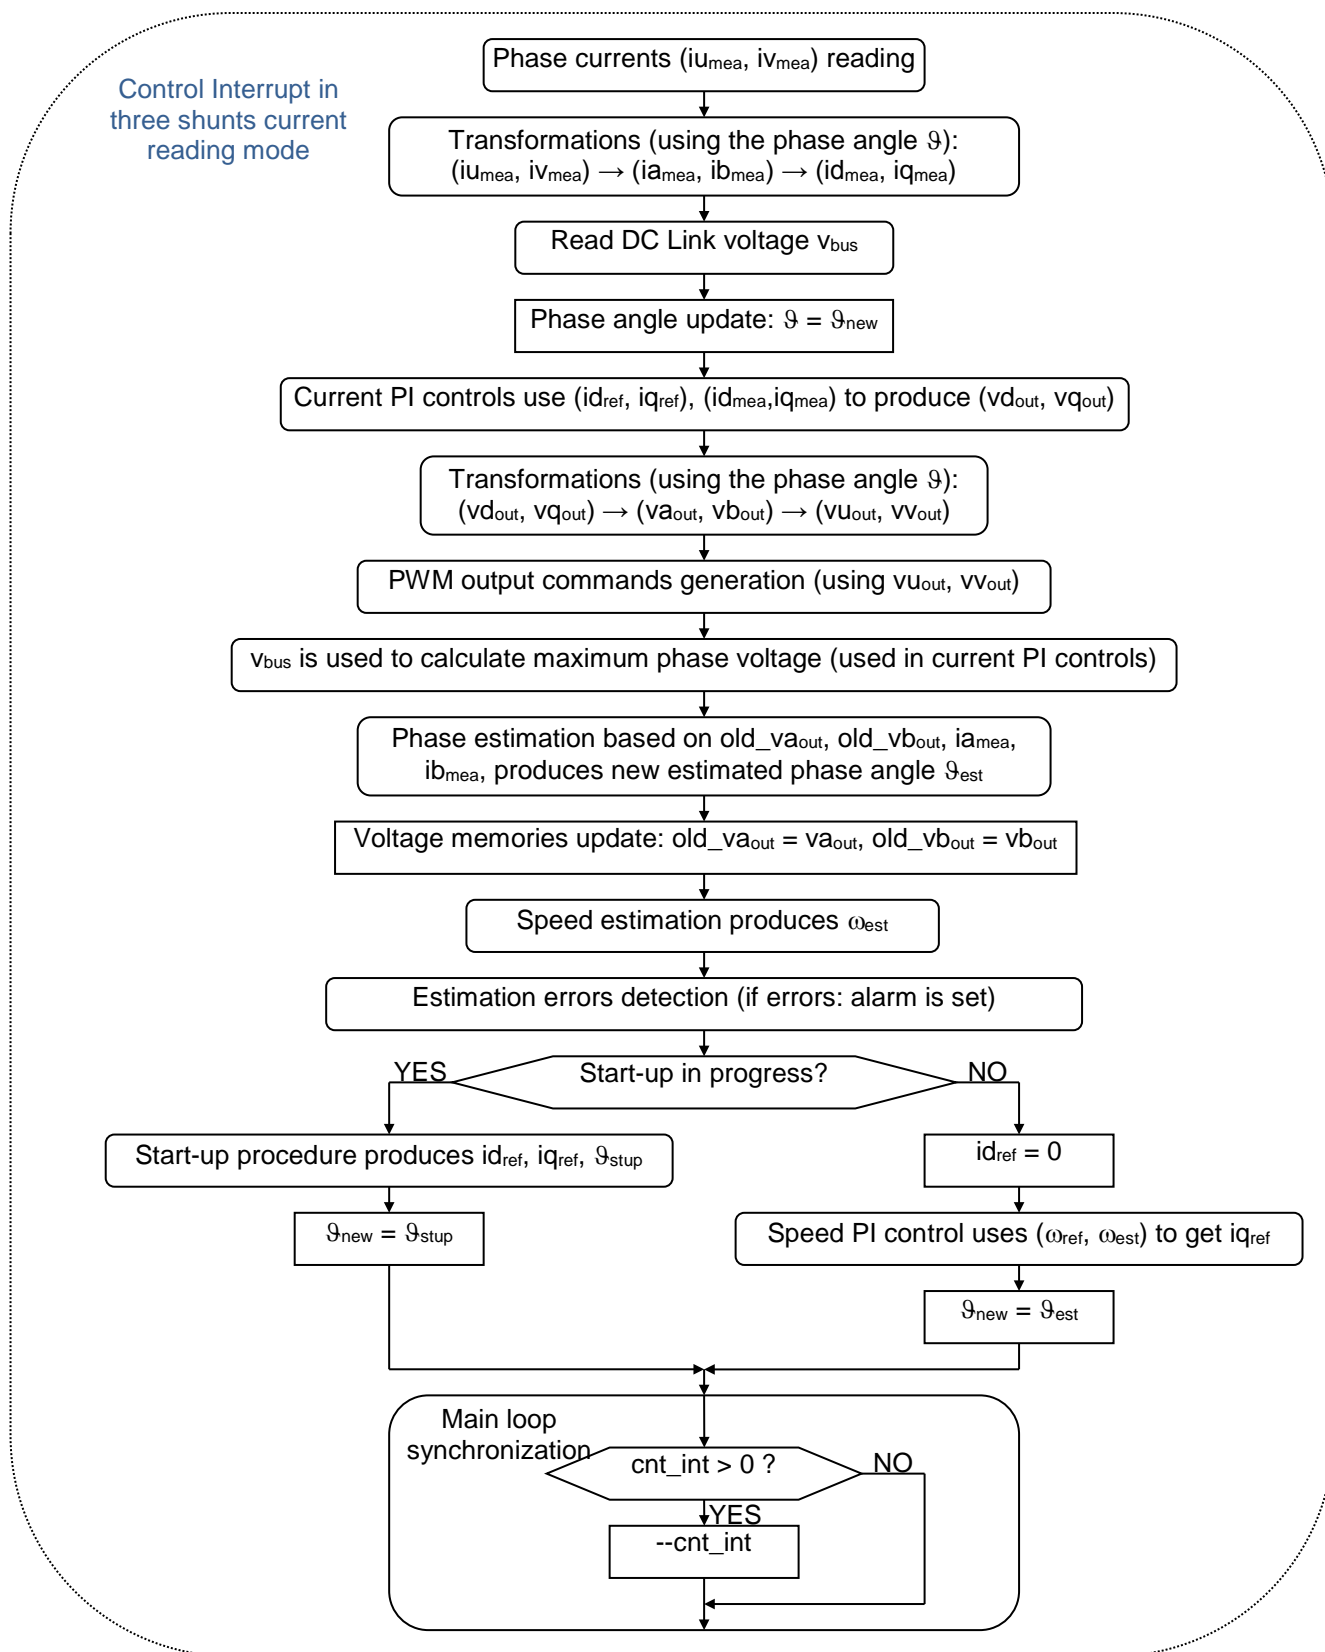 Control Interrupt in
three shunts current
reading mode
Phase currents (iumea, ivmea) reading
Transformations (using the phase angle ϑ):
(iumea, ivmea) → (iamea, ibmea) → (idmea, iqmea)
Read DC Link voltage vbus
Phase angle update: ϑ = ϑnew
Current PI controls use (idref, iqref), (idmea,iqmea) to produce (vdout, vqout)
Transformations (using the phase angle ϑ):
(vdout, vqout) → (vaout, vbout) → (vuout, vvout)
PWM output commands generation (using vuout, vvout)
vbus is used to calculate maximum phase voltage (used in current PI controls)
Phase estimation based on old_vaout, old_vbout, iamea,
ibmea, produces new estimated phase angle ϑest
Voltage memories update: old_vaout = vaout, old_vbout = vbout
Speed estimation produces ωest
Estimation errors detection (if errors: alarm is set)
YES
Start-up in progress?
NO
Start-up procedure produces idref, iqref, ϑstup
idref = 0
ϑnew = ϑstup
Speed PI control uses (ωref, ωest) to get iqref
ϑnew = ϑest
Main loop
synchronization
cnt_int > 0 ?
NO
YES
--cnt_int